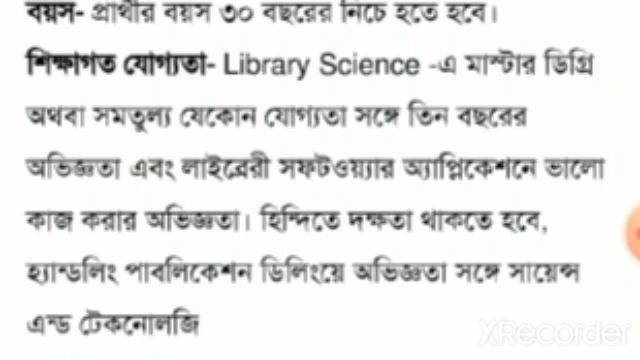 বয়স- প্রার্থীর বয়স ৩০ বছরের নিচে হতে হবে।
শিক্ষাগত যোগ্যতা- Library Science -এ মাস্টার ডিগ্রি
অথবা সমতুল্য যেকোন যোগ্যতা সঙ্গে তিন বছরের
অভিজ্ঞতা এবং লাইব্রেরী সফটওয়্যার অ্যাপ্লিকেশনে ভালো
কাজ করার অভিজ্ঞতা। হিন্দিতে দক্ষতা থাকতে হবে,
হ্যান্ডলিং পাবলিকেশন ডিলিংয়ে অভিজ্ঞতা সঙ্গে সায়েন্স
এন্ড টেকনোলজি
XRecorder